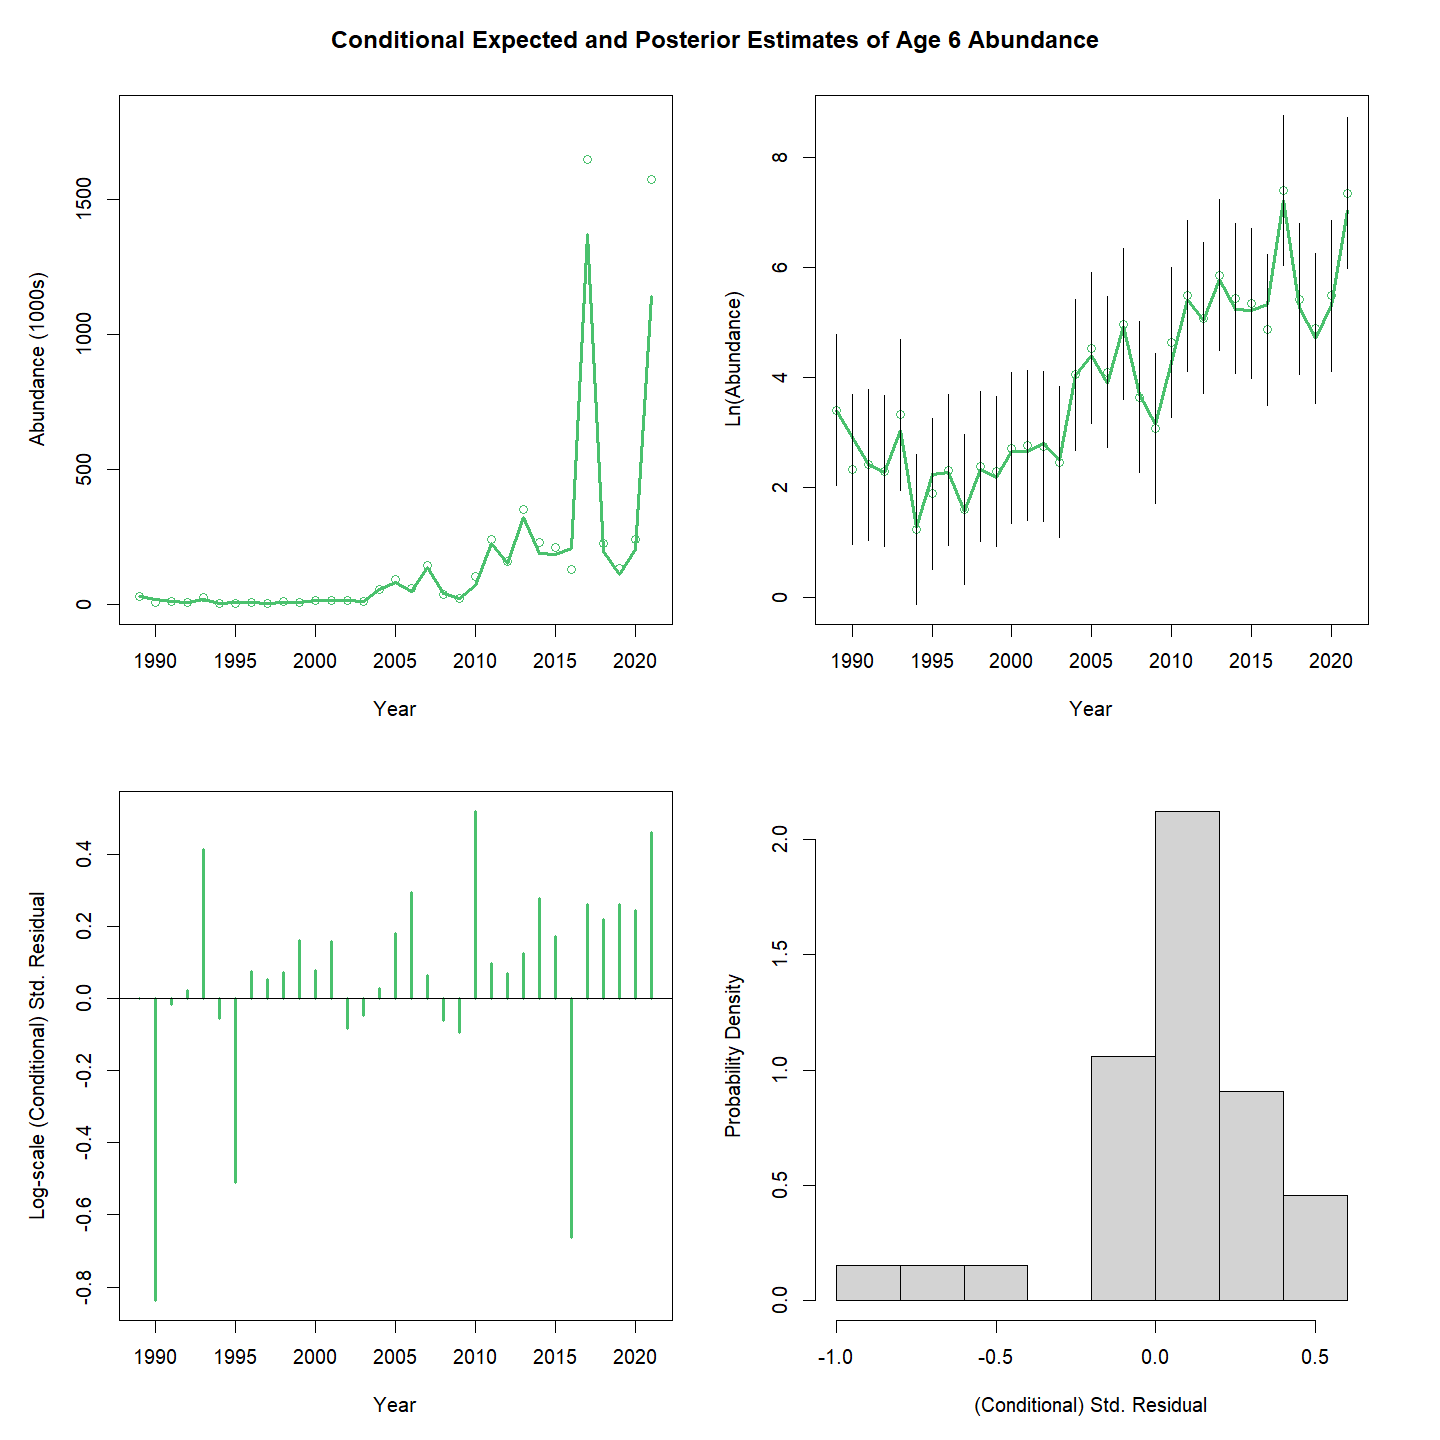 Conditional Expected and Posterior Estimates of Age 6 Abundance
Abundance (1000s)
1500
1000
500
0
1990 1995 2000 2005 2010 2015 2020
Year
Ln(Abundance)
8
6
4
2
0
1990 1995 2000 2005 2010 2015 2020
Year
Log-scale (Conditional) Std. Residual
0.4
0.2
0.0
-0.2
-0.4
-0.6
-0.8
1990 1995 2000 2005 2010 2015 2020
Year
Probability Density
2.0
1.5
1.0
0.5
0.0
-1.0 -0.5 0.0 0.5
(Conditional) Std. Residual